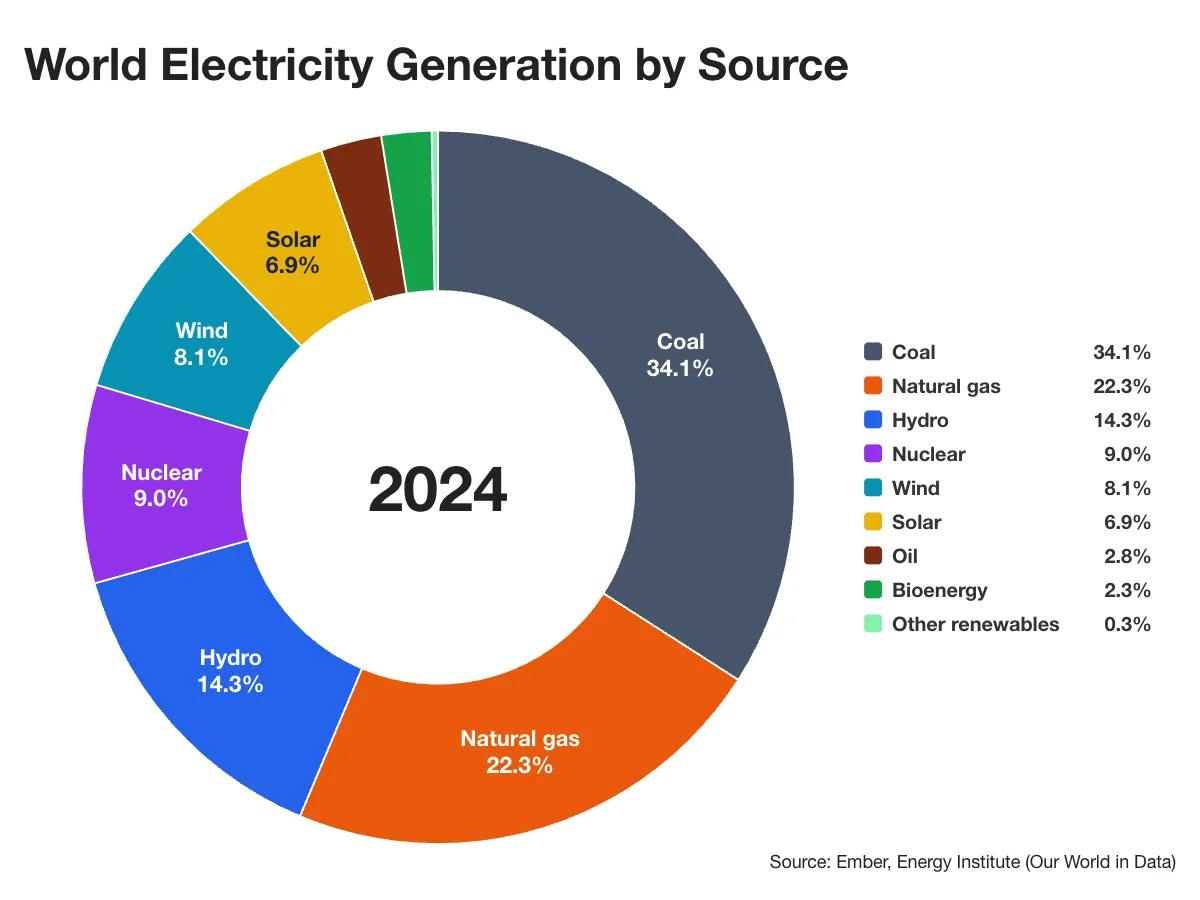 World Electricity Generation by Source
Solar
6.9%
Wind
8.1%
Coal
34.1%
Nuclear
9.0%
2024
Hydro
14.3%
Natural gas
22.3%
Coal 34.1%
Natural gas 22.3%
Hydro 14.3%
Nuclear 9.0%
Wind 8.1%
Solar 6.9%
Oil 2.8%
Bioenergy 2.3%
Other renewables 0.3%
Source: Ember, Energy Institute (Our World in Data)